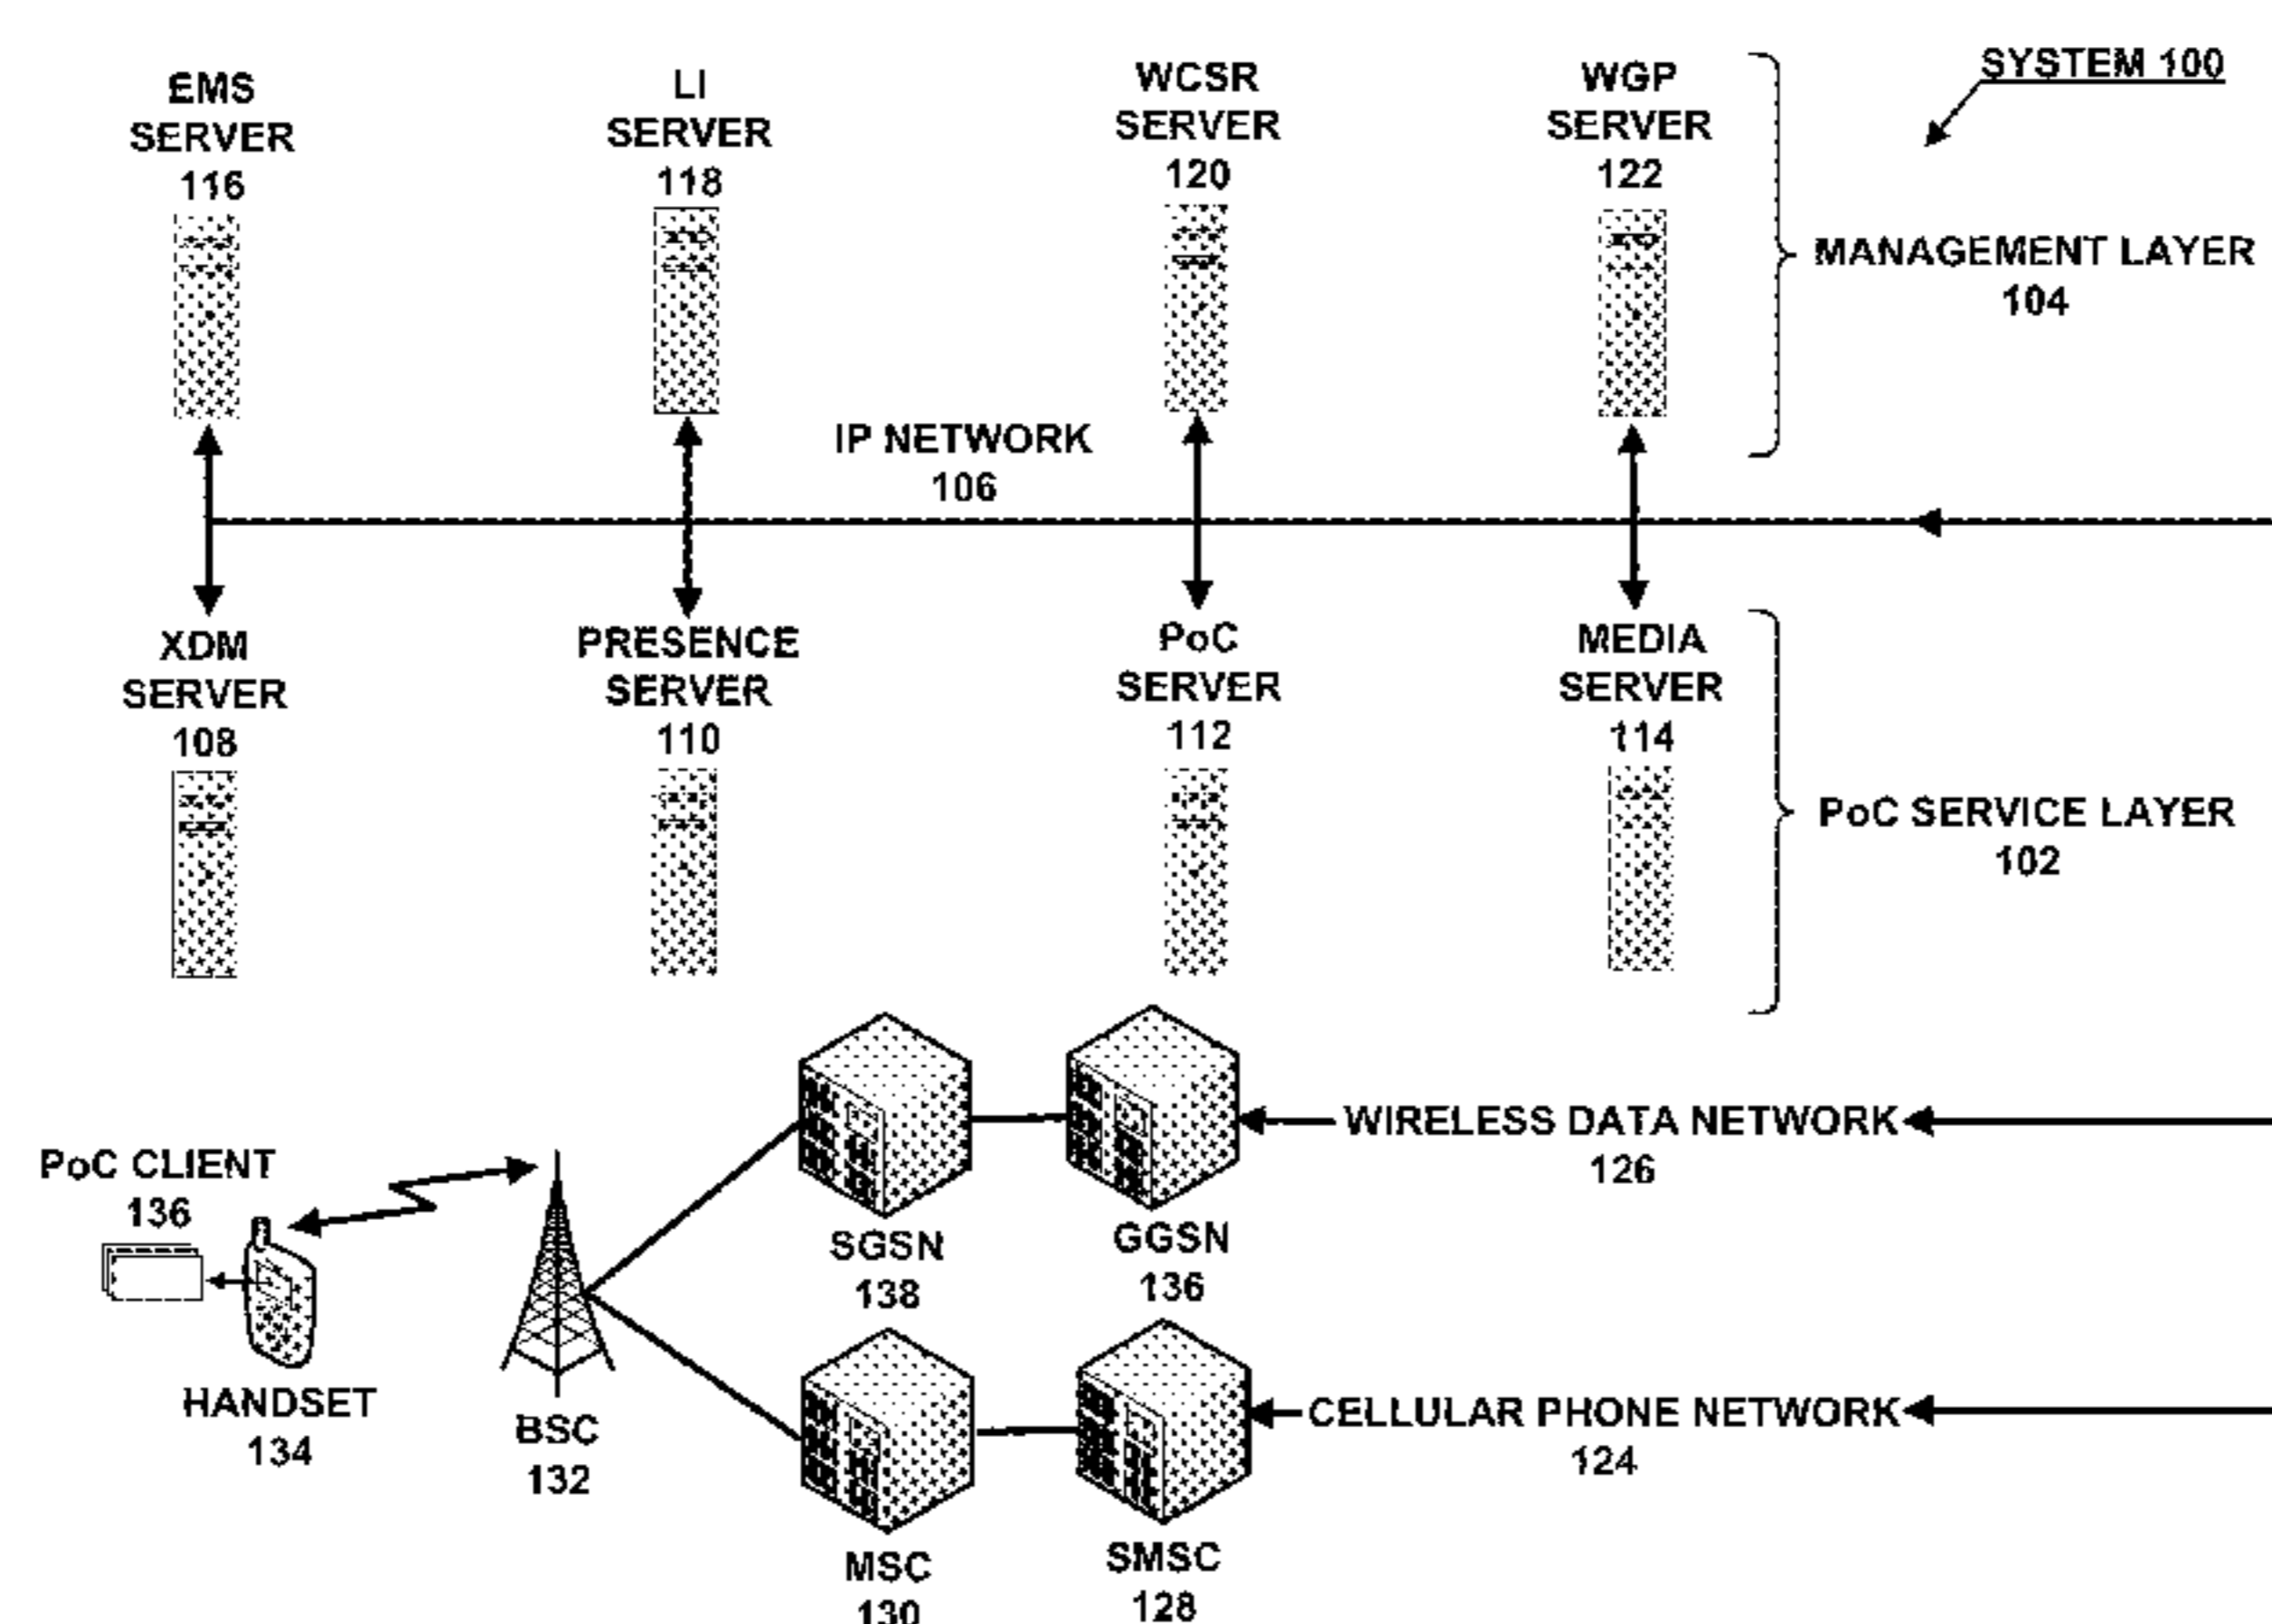 SYSTEM 100
EMS
SERVER
116
LI
SERVER
118
WCSR
SERVER
120
WGP
SERVER
122
MANAGEMENT LAYER
104
IP NETWORK
106
XDM
SERVER
108
PRESENCE
SERVER
110
PoC
SERVER
112
MEDIA
SERVER
114
PoC SERVICE LAYER
102
WIRELESS DATA NETWORK
126
PoC CLIENT
136
SGSN
138
GGSN
136
HANDSET
134
BSC
132
CELLULAR PHONE NETWORK
124
MSC
130
SMSC
128